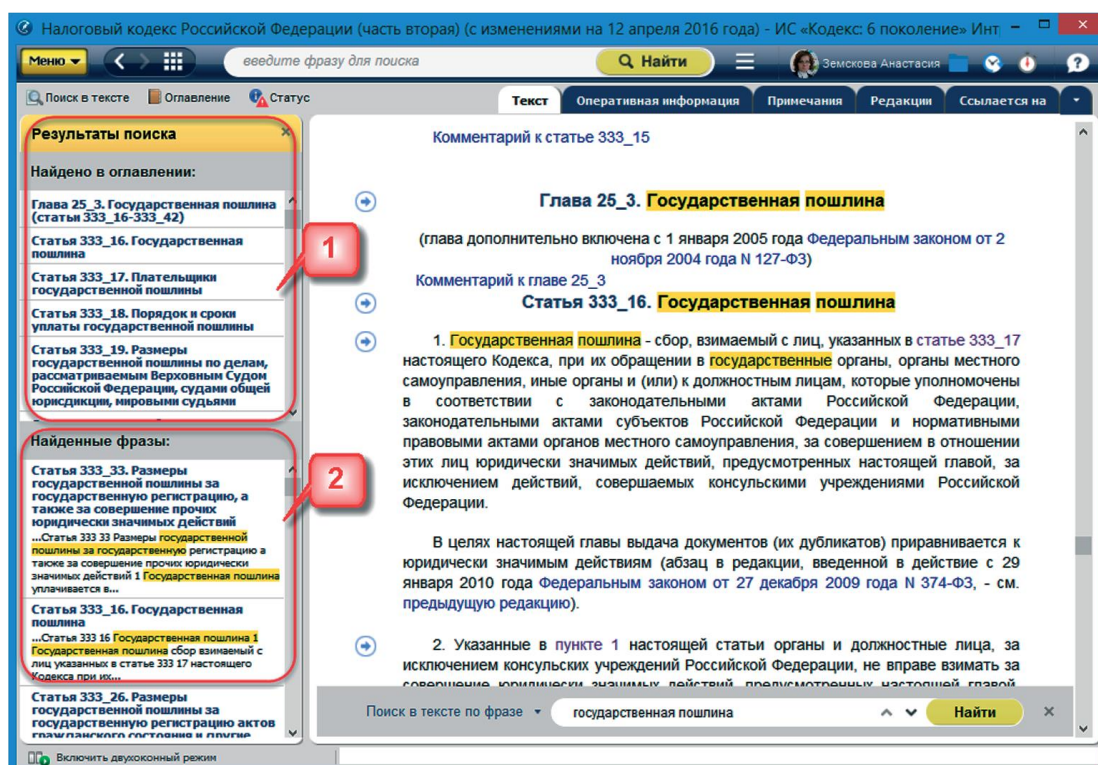 Налоговый кодекс Российской Федерации (часть вторая) (с изменениями на 12 апреля 2016 года) - ИС «Кодекс: 6 поколение» Инт
Меню
введите фразу для поиска
Найти
Земскова Анастасия
Поиск в тексте Оглавление Статус
Текст Оперативная информация Примечания Редакции Ссылается на
Результаты поиска
Найдено в оглавлении:
Глава 25_3. Государственная пошлина
(статьи 333_16-333_42)
Статья 333_16. Государственная
пошлина
Статья 333_17. Плательщики
государственной пошлины
Статья 333_18. Порядок и сроки
уплаты государственной пошлины
Статья 333_19. Размеры
государственной пошлины по делам,
рассматриваемым Верховным Судом
Российской Федерации, судами общей
юрисдикции, мировыми судьями
1
Найденные фразы:
Статья 333_33. Размеры
государственной пошлины за
государственную регистрацию, а
также за совершение прочих
юридически значимых действий
...Статья 333 33 Размеры государственной
пошлины за государственную регистрацию а
также за совершение прочих юридически
значимых действий 1 Государственная пошлина
уплачивается в...
Статья 333_16. Государственная
пошлина
...Статья 333 16 Государственная пошлина 1
Государственная пошлина сбор взимаемый с
лиц указанных в статье 333 17 настоящего
Кодекса при их...
2
Статья 333_26. Размеры
государственной пошлины за
государственную регистрацию актов
гражданского состояния и другие
Комментарий к статье 333_15
Глава 25_3. Государственная пошлина
(глава дополнительно включена с 1 января 2005 года Федеральным законом от 2
ноября 2004 года N 127-ФЗ)
Комментарий к главе 25_3
Статья 333_16. Государственная пошлина
1. Государственная пошлина - сбор, взимаемый с лиц, указанных в статье 333_17
настоящего Кодекса, при их обращении в государственные органы, органы местного
самоуправления, иные органы и (или) к должностным лицам, которые уполномочены
в соответствии с законодательными актами Российской Федерации,
законодательными актами субъектов Российской Федерации и нормативными
правовыми актами органов местного самоуправления, за совершением в отношении
этих лиц юридически значимых действий, предусмотренных настоящей главой, за
исключением действий, совершаемых консульскими учреждениями Российской
Федерации.
В целях настоящей главы выдача документов (их дубликатов) приравнивается к
юридически значимым действиям (абзац в редакции, введенной в действие с 29
января 2010 года Федеральным законом от 27 декабря 2009 года N 374-ФЗ, - см.
предыдущую редакцию).
2. Указанные в пункте 1 настоящей статьи органы и должностные лица, за
исключением консульских учреждений Российской Федерации, не вправе взимать за
совершение юридически значимых действий, предусмотренных настоящей главой,
Поиск в тексте по фразе государственная пошлина Найти
Включить двухоконный режим